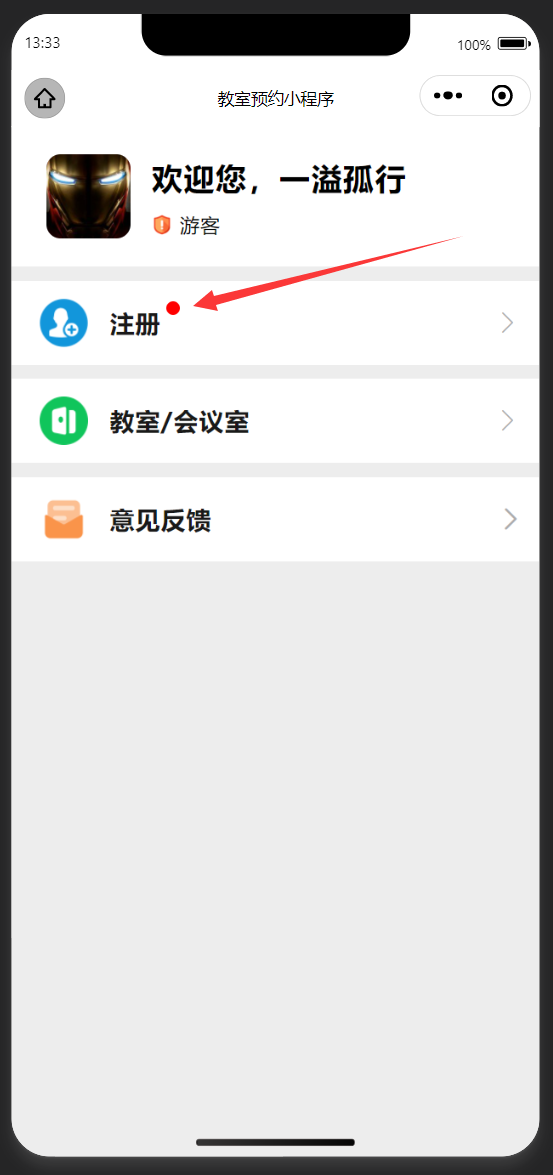 13:33
100%
教室预约小程序
欢迎您，一溢孤行
游客
注册
教室/会议室
意见反馈